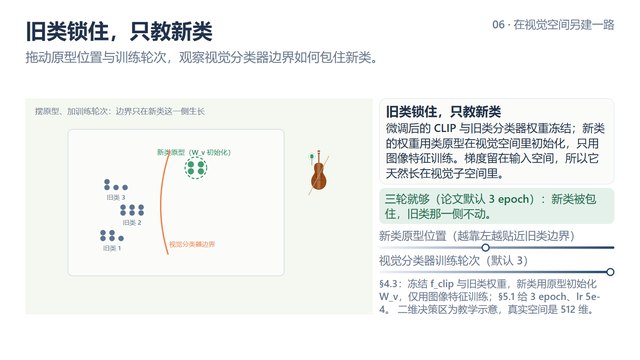 旧类锁住，只教新类
06 · 在视觉空间另建一路
拖动原型位置与训练轮次，观察视觉分类器边界如何包住新类。
摆原型、加训练轮次：边界只在新类这一侧生长
新类原型（W_v 初始化）
旧类 3
旧类 2
旧类 1
视觉分类器边界
旧类锁住，只教新类
微调后的 CLIP 与旧类分类器权重冻结；新类
的权重用类原型在视觉空间里初始化，只用
图像特征训练。梯度留在输入空间，所以它
天然长在视觉子空间里。
三轮就够（论文默认 3 epoch）：新类被包
住，旧类那一侧不动。
新类原型位置（越靠左越贴近旧类边界）
视觉分类器训练轮次（默认 3）
§4.3：冻结 f_clip 与旧类权重，新类用原型初始化
W_v，仅用图像特征训练；§5.1 给 3 epoch、lr 5e-
4。 二维决策区为教学示意，真实空间是 512 维。